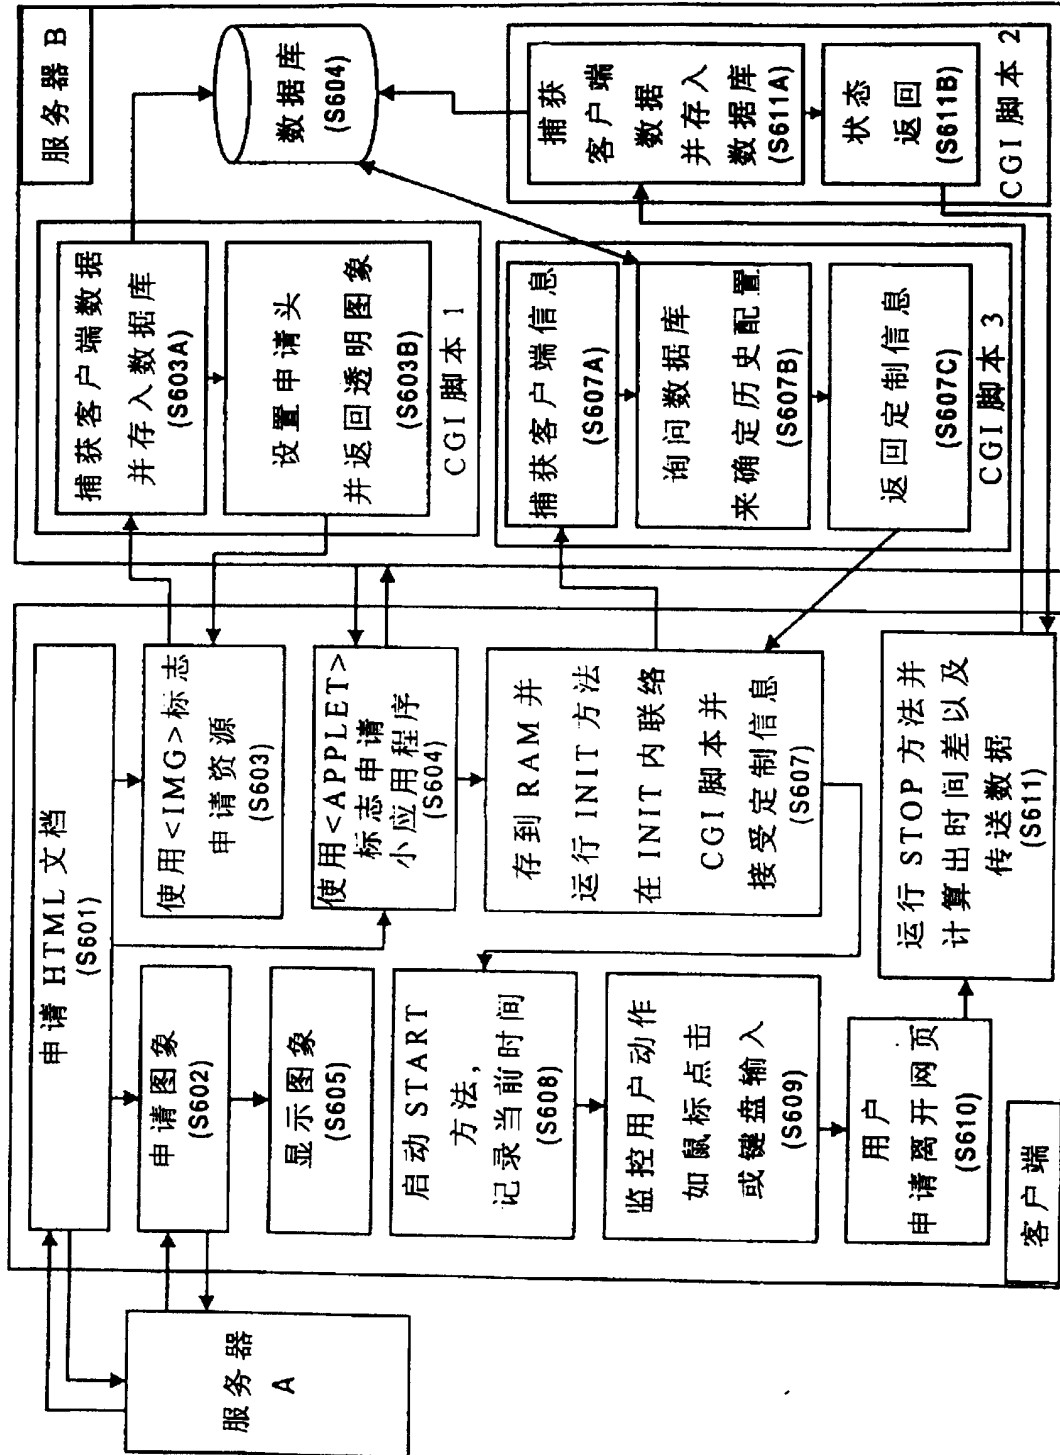 服务器
A
申请 HTML 文档
(S601)
申请图象
(S602)
使用<IMG>标志
申请资源
(S603)
显示图象
(S605)
使用<APPLET>
标志申请
小应用程序
(S604)
启动 START
方法，
记录当前时间
(S608)
存到 RAM 并
运行 INIT 方法
在 INIT 内联络
CGI 脚本并
接受定制信息
(S607)
监控用户动作
如鼠标点击
或键盘输入
(S609)
用户
申请离开网页
(S610)
运行 STOP 方法并
计算出时间差以及
传送数据
(S611)
客户端
服务器 B
捕获客户端数据
并存入数据库
(S603A)
设置申请头
并返回透明图象
(S603B)
CGI 脚本 1
数据库
(S604)
捕获客户端信息
(S607A)
询问数据库
来确定历史配置
(S607B)
返回定制信息
(S607C)
CGI 脚本 3
捕获
客户端
数据
并存入
数据库
(S611A)
状态
返回
(S611B)
CGI 脚本 2